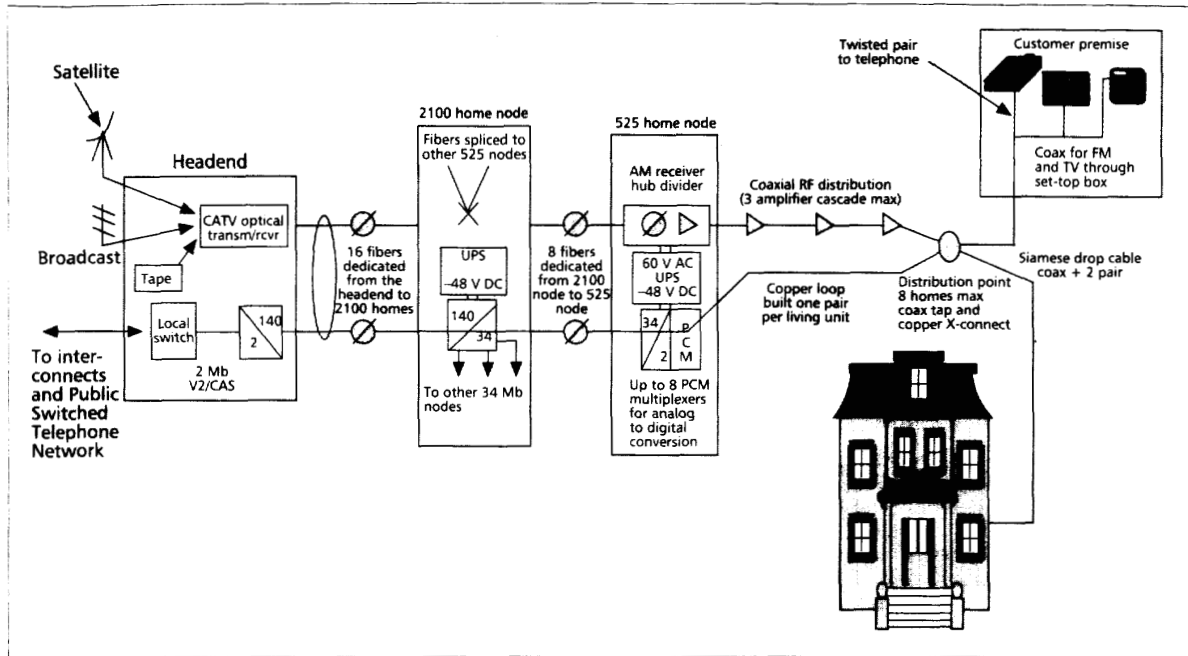 Satellite
Headend
CATV optical
transm/rcvr
Broadcast
Tape
Local
switch
140
2
2 Mb
V2/CAS
To inter-
connects
and Public
Switched
Telephone
Network
16 fibers
dedicated
from the
headend to
2100 homes
2100 home node
Fibers spliced to
other 525 nodes
UPS
–48 V DC
140
34
To other 34 Mb
nodes
8 fibers
dedicated
from 2100
node to 525
node
525 home node
AM receiver
hub divider
60 V AC
UPS
–48 V DC
34
2
P
C
M
Up to 8 PCM
multiplexers
for analog
to digital
conversion
Coaxial RF distribution
(3 amplifier cascade max)
Copper loop
built one pair
per living unit
Distribution point
8 homes max
coax tap and
copper X-connect
Twisted pair
to telephone
Customer premise
Coax for FM
and TV through
set-top box
Siamese drop cable
coax + 2 pair